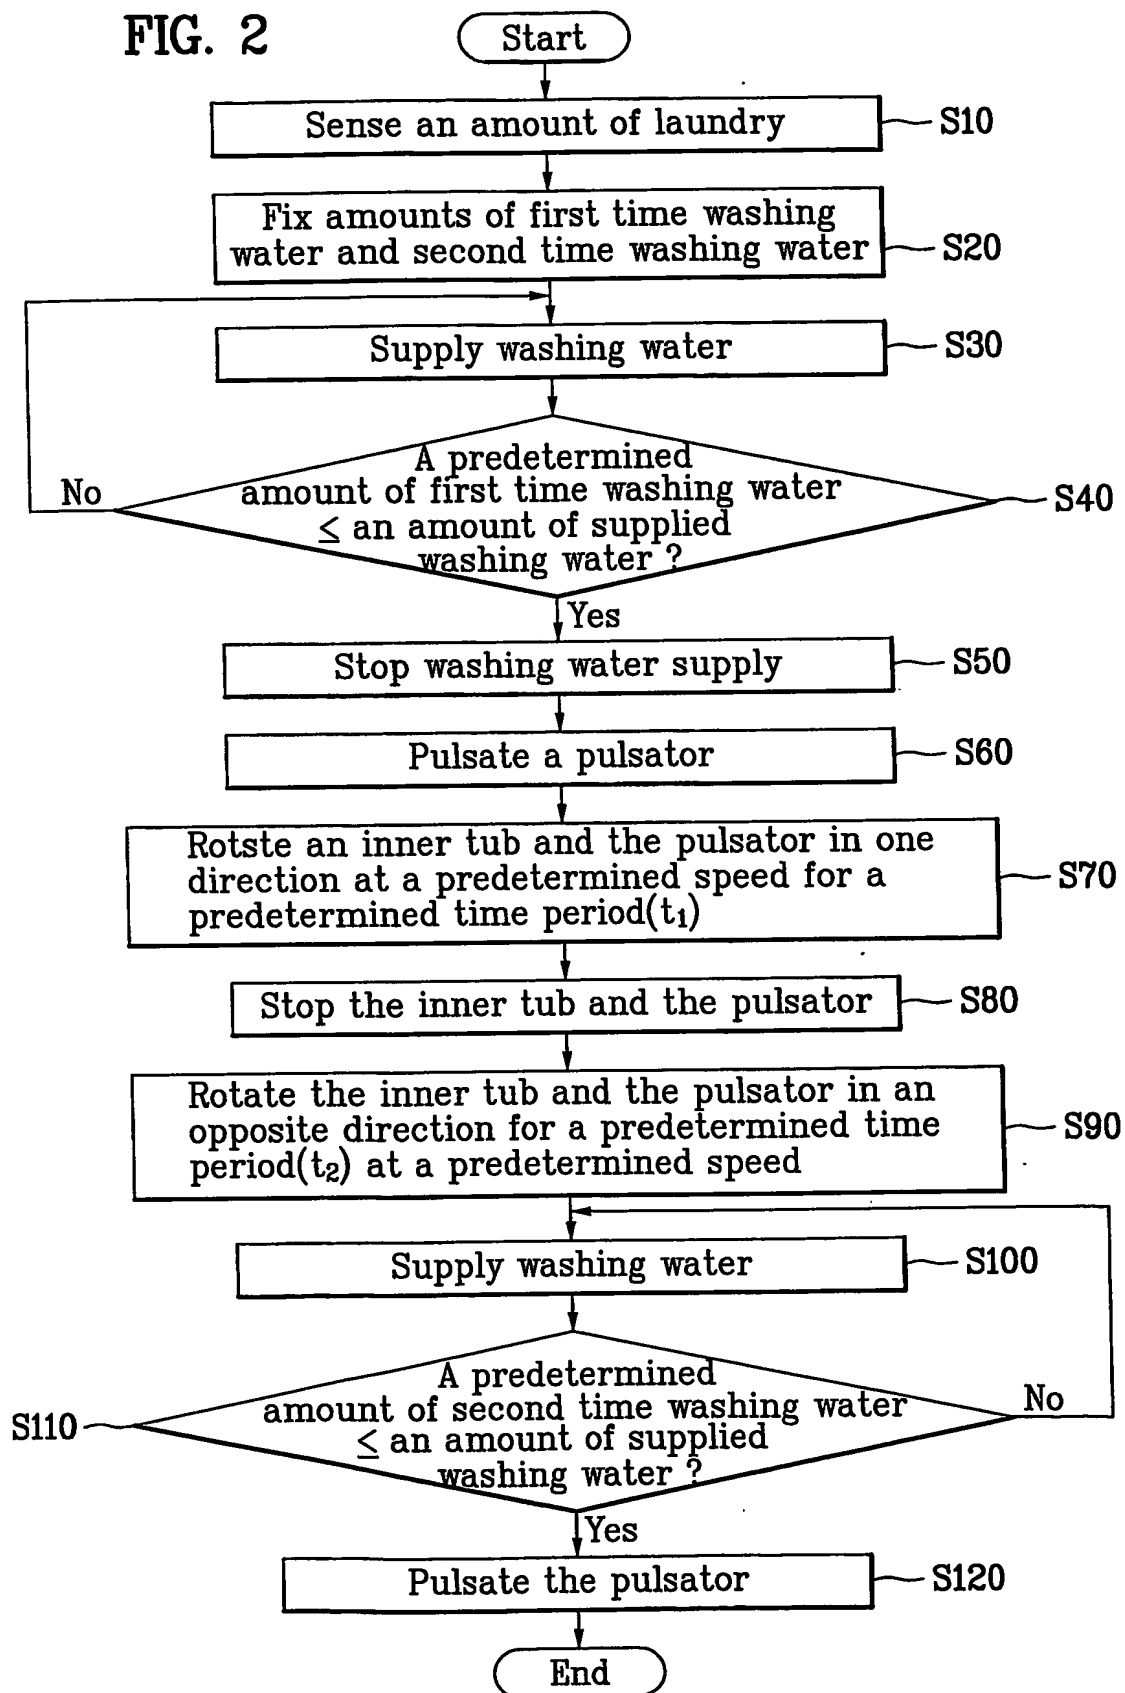 FIG. 2
Start
Sense an amount of laundry
S10
Fix amounts of first time washing
water and second time washing water
S20
Supply washing water
S30
A predetermined
amount of first time washing water
≤ an amount of supplied
washing water ?
No
S40
Yes
Stop washing water supply
S50
Pulsate a pulsator
S60
Rotste an inner tub and the pulsator in one
direction at a predetermined speed for a
predetermined time period(t₁)
S70
Stop the inner tub and the pulsator
S80
Rotate the inner tub and the pulsator in an
opposite direction for a predetermined time
period(t₂) at a predetermined speed
S90
Supply washing water
S100
A predetermined
amount of second time washing water
≤ an amount of supplied
washing water ?
No
S110
Yes
Pulsate the pulsator
S120
End